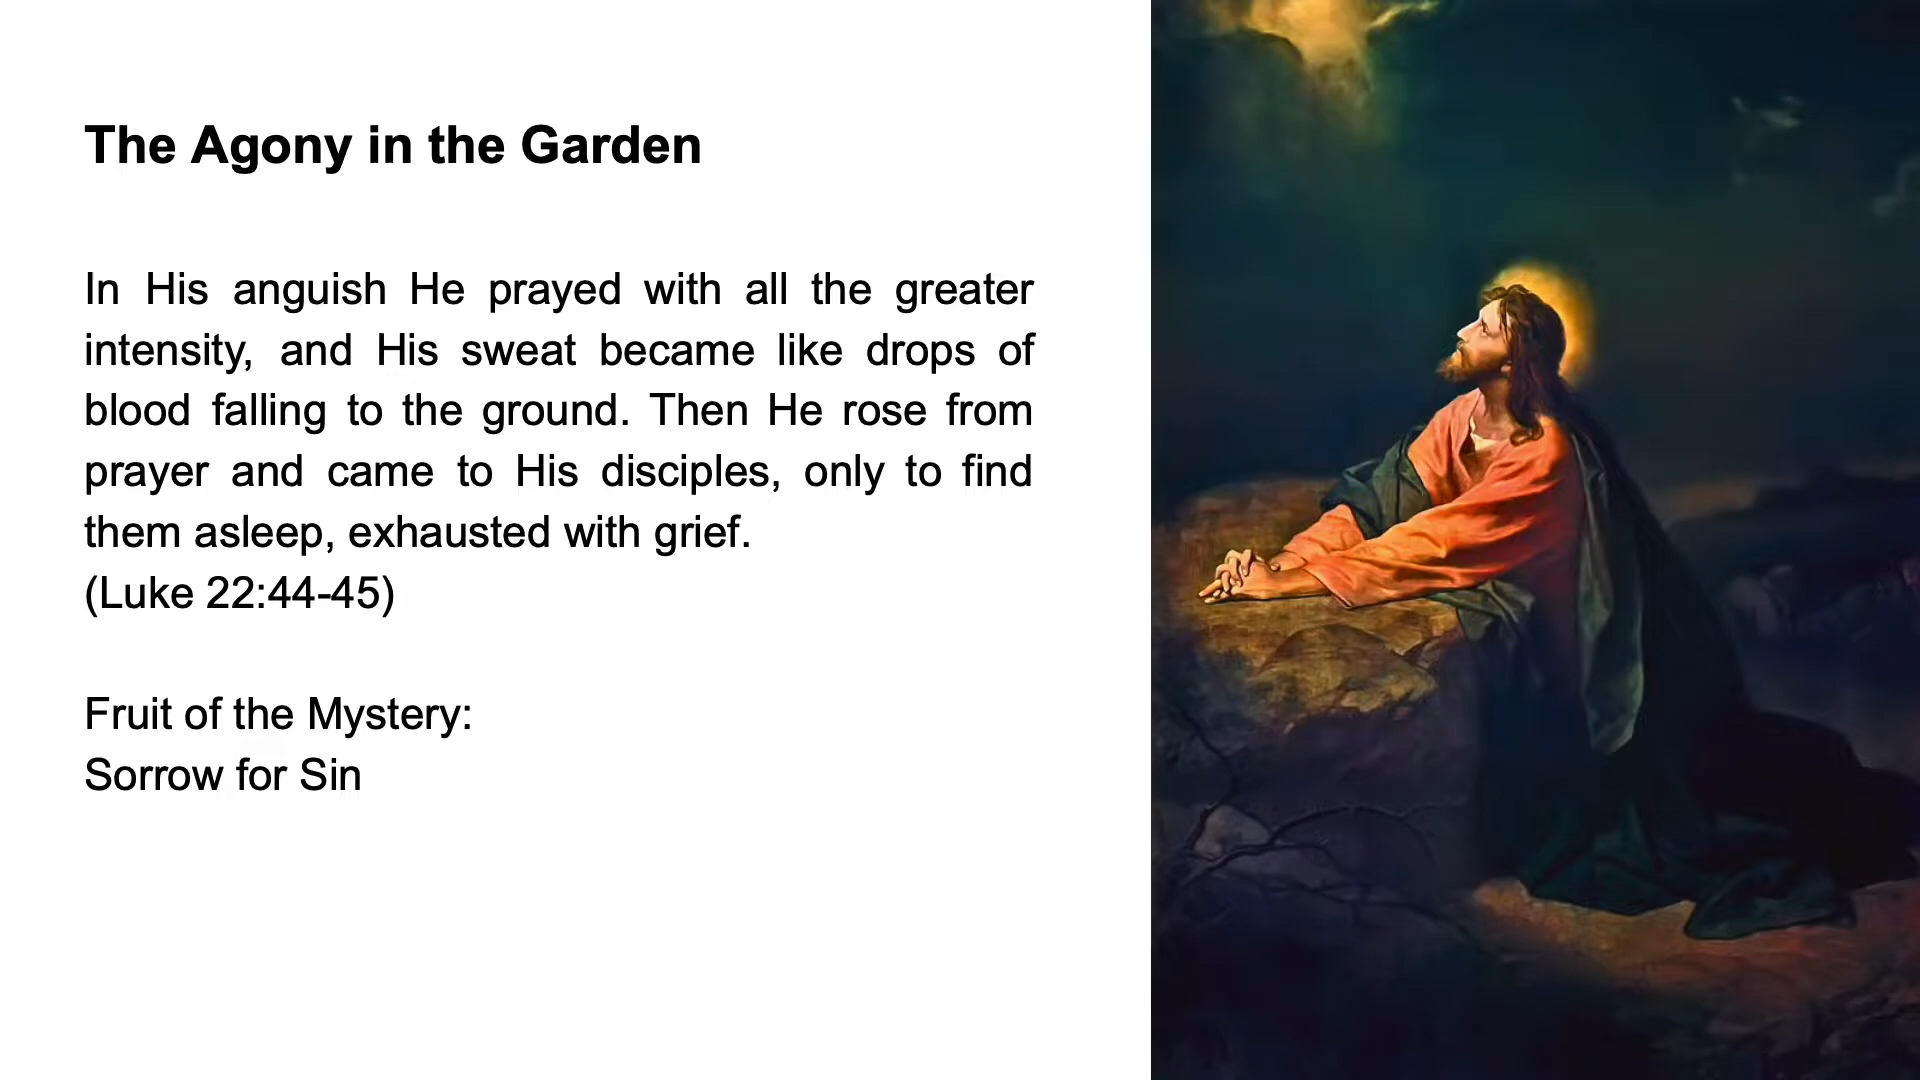 The Agony in the Garden
In His anguish He prayed with all the greater
intensity, and His sweat became like drops of
blood falling to the ground. Then He rose from
prayer and came to His disciples, only to find
them asleep, exhausted with grief.
(Luke 22:44-45)
Fruit of the Mystery:
Sorrow for Sin